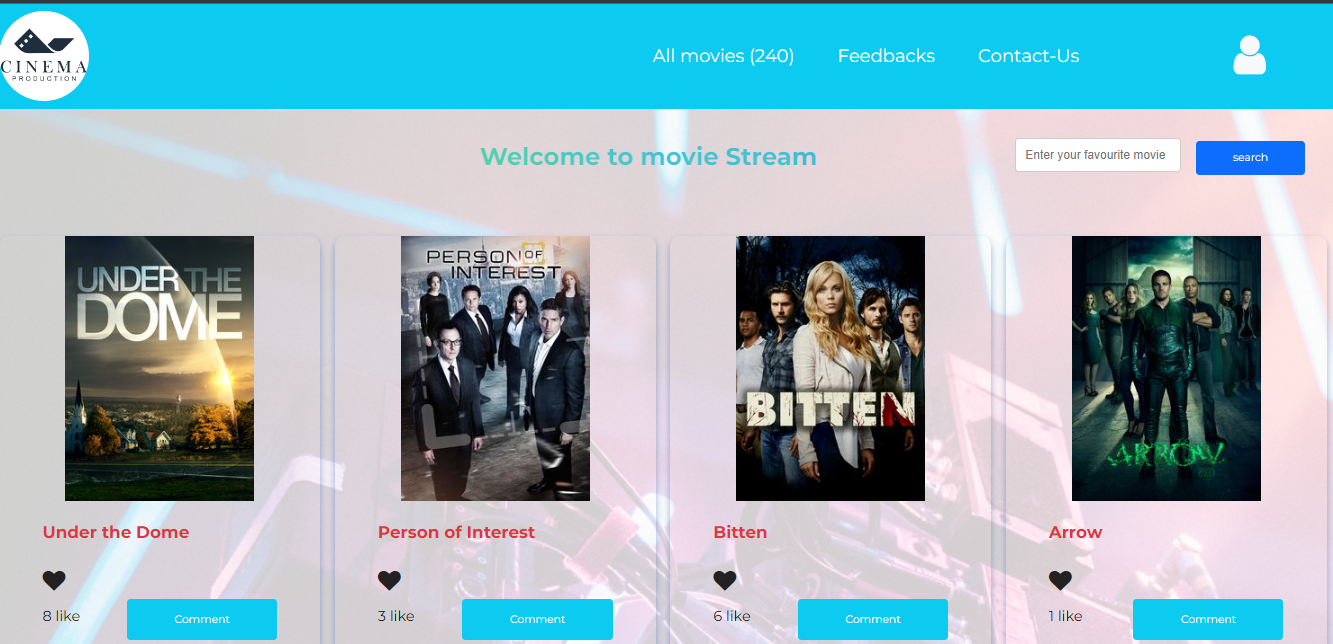 CINEMA
PRODUCTION
All movies (240)
Feedbacks
Contact-Us
Welcome to movie Stream
Enter your favourite movie
search
UNDER THE
DOME
PERSON OF
INTEREST
BITTEN
ARROW
Under the Dome
Person of Interest
Bitten
Arrow
8 like
Comment
3 like
Comment
6 like
Comment
1 like
Comment